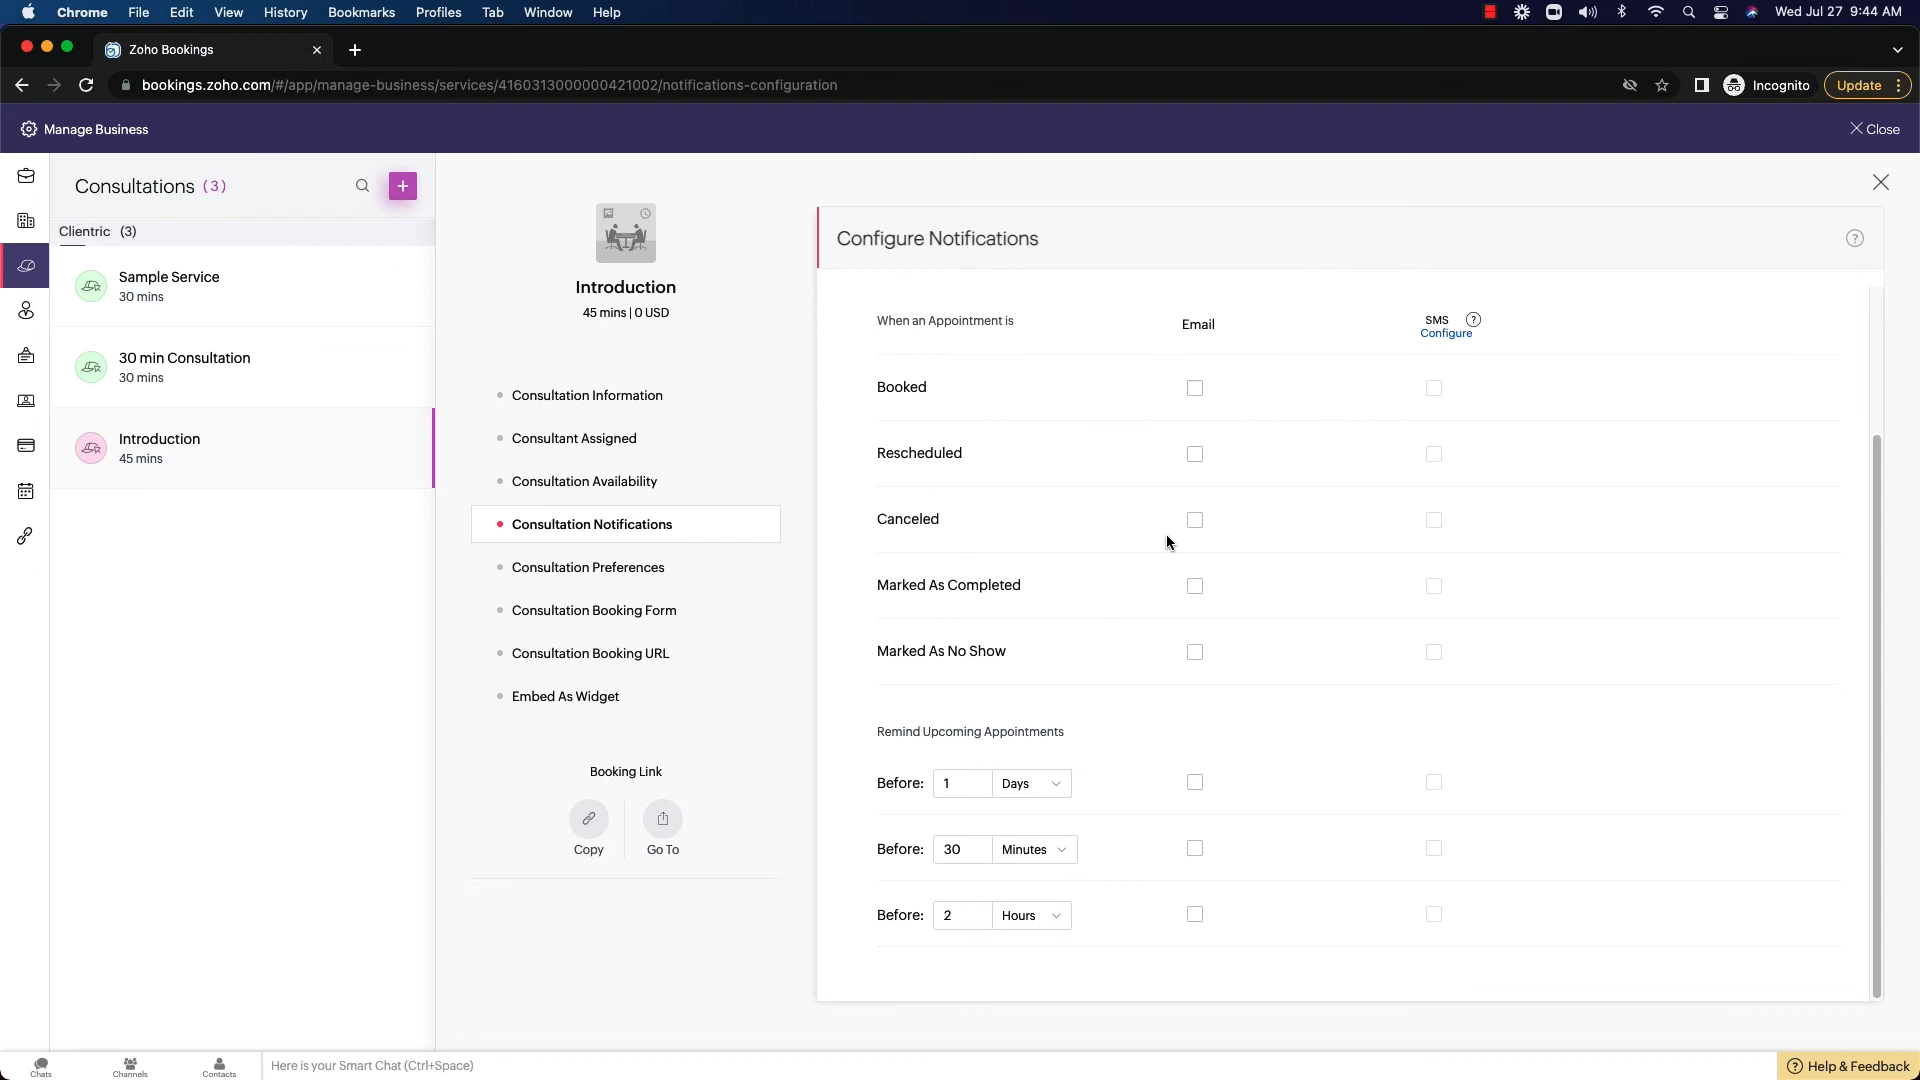 Chrome File Edit View History Bookmarks Profiles Tab Window Help Wed Jul 27 9:44 AM
Zoho Bookings
bookings.zoho.com/#/app/manage-business/services/4160313000000421002/notifications-configuration Incognito Update
Manage Business Close
Consultations (3)
Clientric (3)
Sample Service
30 mins
30 min Consultation
30 mins
Introduction
45 mins
Introduction
45 mins | 0 USD
Consultation Information
Consultant Assigned
Consultation Availability
Consultation Notifications
Consultation Preferences
Consultation Booking Form
Consultation Booking URL
Embed As Widget
Booking Link
Copy Go To
Configure Notifications ?
When an Appointment is Email SMS ?
Configure
Booked
Rescheduled
Canceled
Marked As Completed
Marked As No Show
Remind Upcoming Appointments
Before: 1 Days
Before: 30 Minutes
Before: 2 Hours
Chats Channels Contacts Here is your Smart Chat (Ctrl+Space) ? Help & Feedback